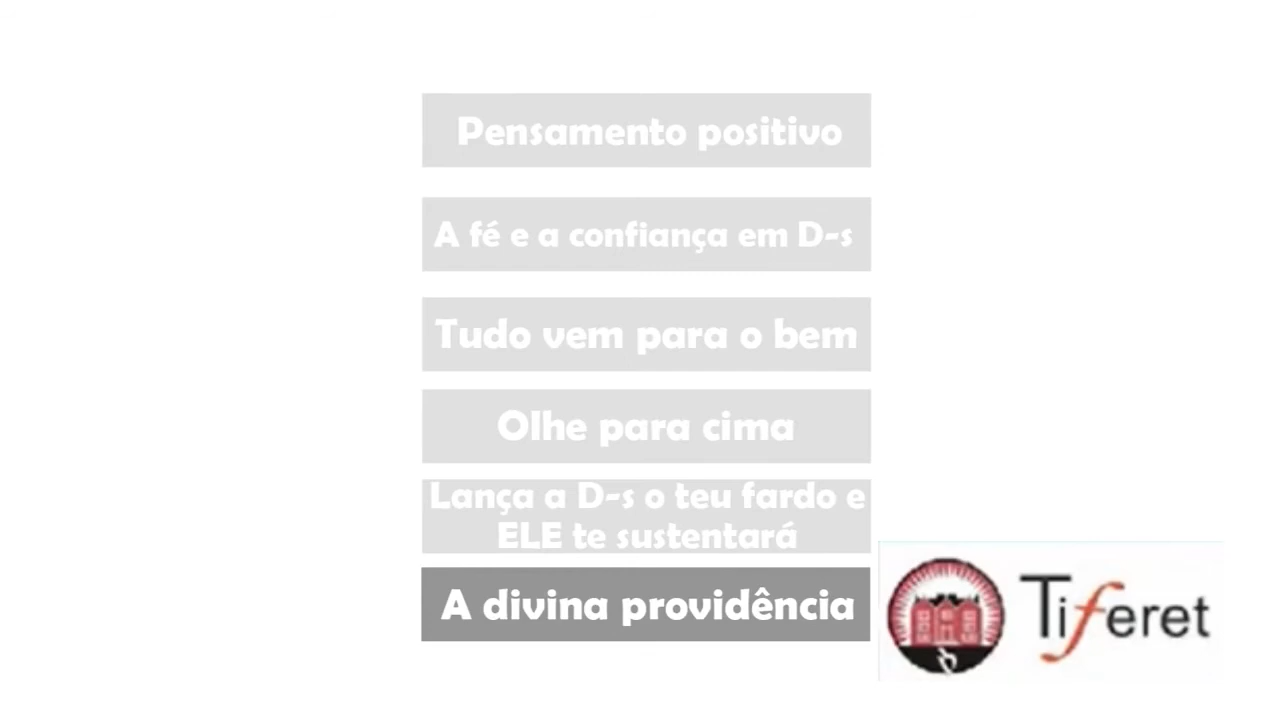 Pensamento positivo
A fé e a confiança em D-s
Tudo vem para o bem
Olhe para cima
Lança a D-s o teu fardo e
ELE te sustentará
A divina providência
Tiferet